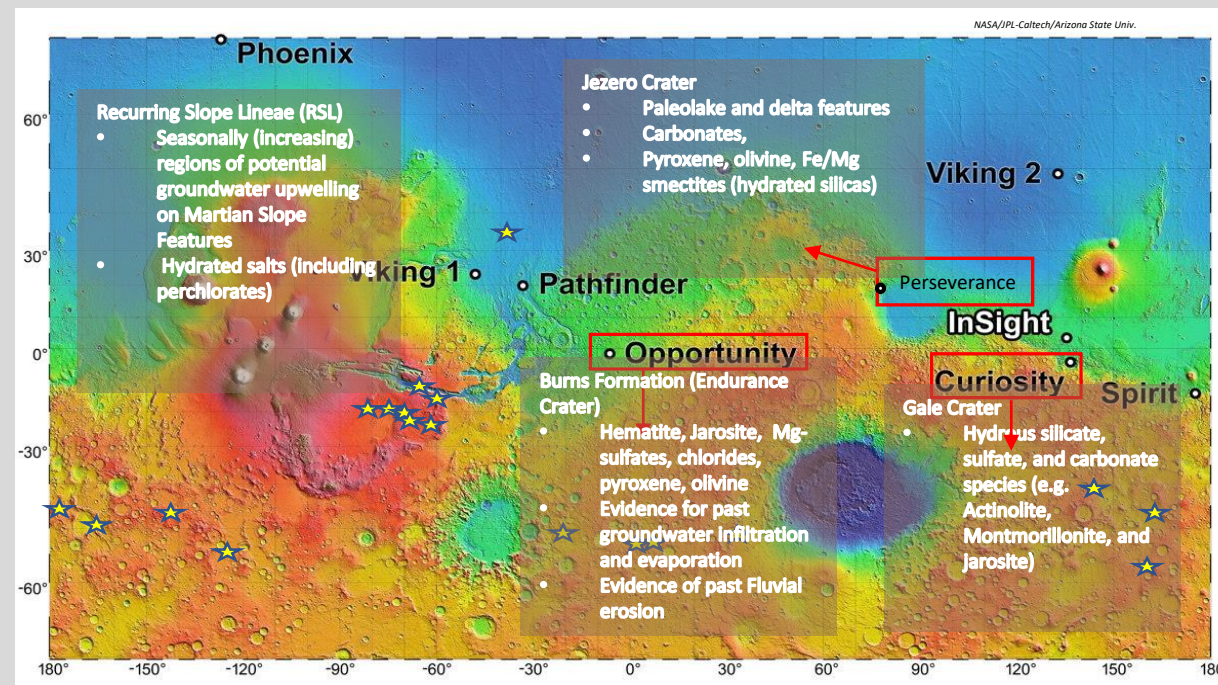 NASA/JPL-Caltech/Arizona State Univ.
Phoenix
Recurring Slope Lineae (RSL)
• Seasonally (increasing)
regions of potential
groundwater upwelling
on Martian Slope
Features
• Hydrated salts (including
perchlorates)
Jezero Crater
• Paleolake and delta features
• Carbonates,
• Pyroxene, olivine, Fe/Mg
smectites (hydrated silicas)
Viking 2
Viking 1
Pathfinder
Perseverance
InSight
Opportunity
Curiosity
Spirit
Burns Formation (Endurance
Crater)
• Hematite, Jarosite, Mg-
sulfates, chlorides,
pyroxene, olivine
• Evidence for past
groundwater infiltration
and evaporation
• Evidence of past Fluvial
erosion
Gale Crater
• Hydrous silicate,
sulfate, and carbonate
species (e.g.
Actinolite,
Montmorillonite, and
jarosite)
60°
30°
0°
-30°
-60°
180° -150° -120° -90° -60° -30° 0° 30° 60° 90° 120° 150° 180